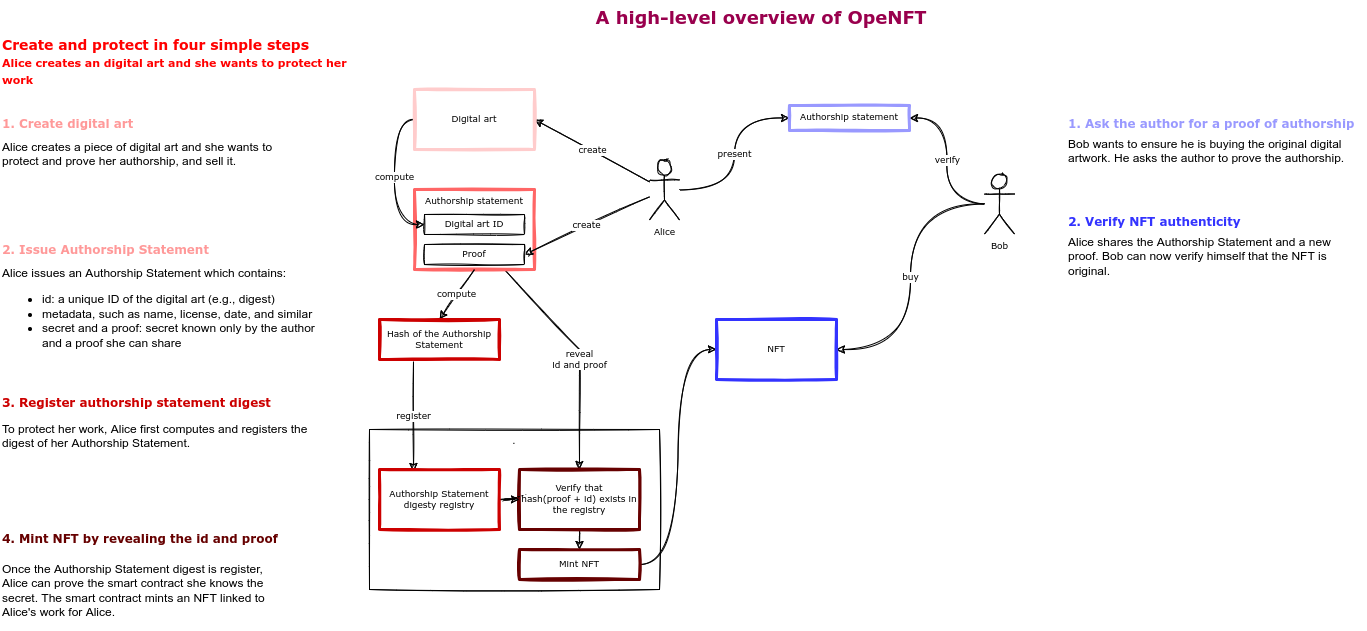 A high-level overview of OpeNFT
Create and protect in four simple steps
Alice creates an digital art and she wants to protect her
work
1. Create digital art
Alice creates a piece of digital art and she wants to
protect and prove her authorship, and sell it.
2. Issue Authorship Statement
Alice issues an Authorship Statement which contains:
• id: a unique ID of the digital art (e.g., digest)
• metadata, such as name, license, date, and similar
• secret and a proof: secret known only by the author
and a proof she can share
3. Register authorship statement digest
To protect her work, Alice first computes and registers the
digest of her Authorship Statement.
4. Mint NFT by revealing the id and proof
Once the Authorship Statement digest is register,
Alice can prove the smart contract she knows the
secret. The smart contract mints an NFT linked to
Alice's work for Alice.
Digital art
create
compute
Authorship statement
Digital art ID
Proof
create
Alice
compute
Hash of the Authorship
Statement
reveal
id and proof
register
Authorship Statement
digesty registry
Verify that
hash(proof + id) exists in
the registry
Mint NFT
present
Authorship statement
verify
Bob
buy
NFT
1. Ask the author for a proof of authorship
Bob wants to ensure he is buying the original digital
artwork. He asks the author to prove the authorship.
2. Verify NFT authenticity
Alice shares the Authorship Statement and a new
proof. Bob can now verify himself that the NFT is
original.